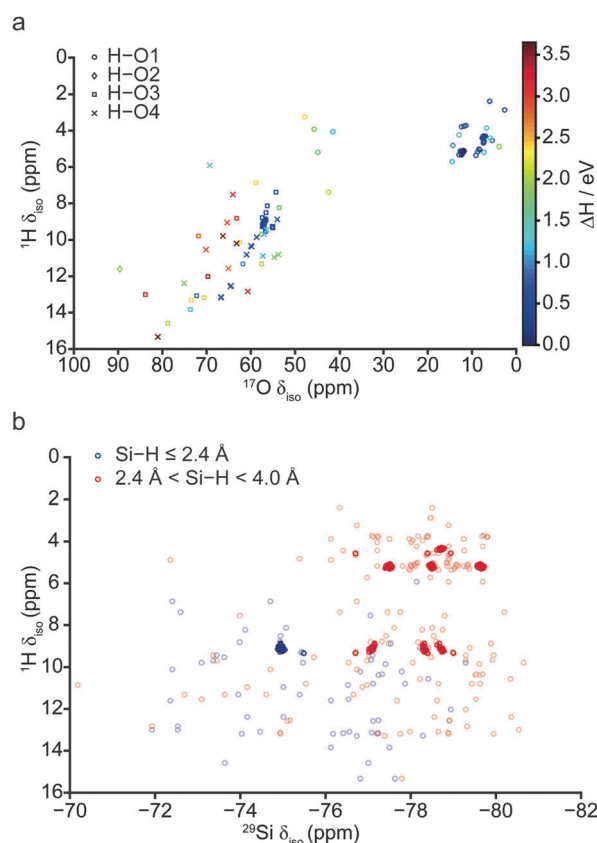 a
H–O1
H–O2
H–O3
H–O4
0
2
4
6
8
10
12
14
16
¹H δiso (ppm)
100 90 80 70 60 50 40 30 20 10 0
¹⁷O δiso (ppm)
3.5
3.0
2.5
2.0
1.5
1.0
0.5
0.0
ΔH / eV
b
Si–H ≤ 2.4 Å
2.4 Å < Si–H < 4.0 Å
0
2
4
6
8
10
12
14
16
¹H δiso (ppm)
−70 −72 −74 −76 −78 −80 −82
²⁹Si δiso (ppm)